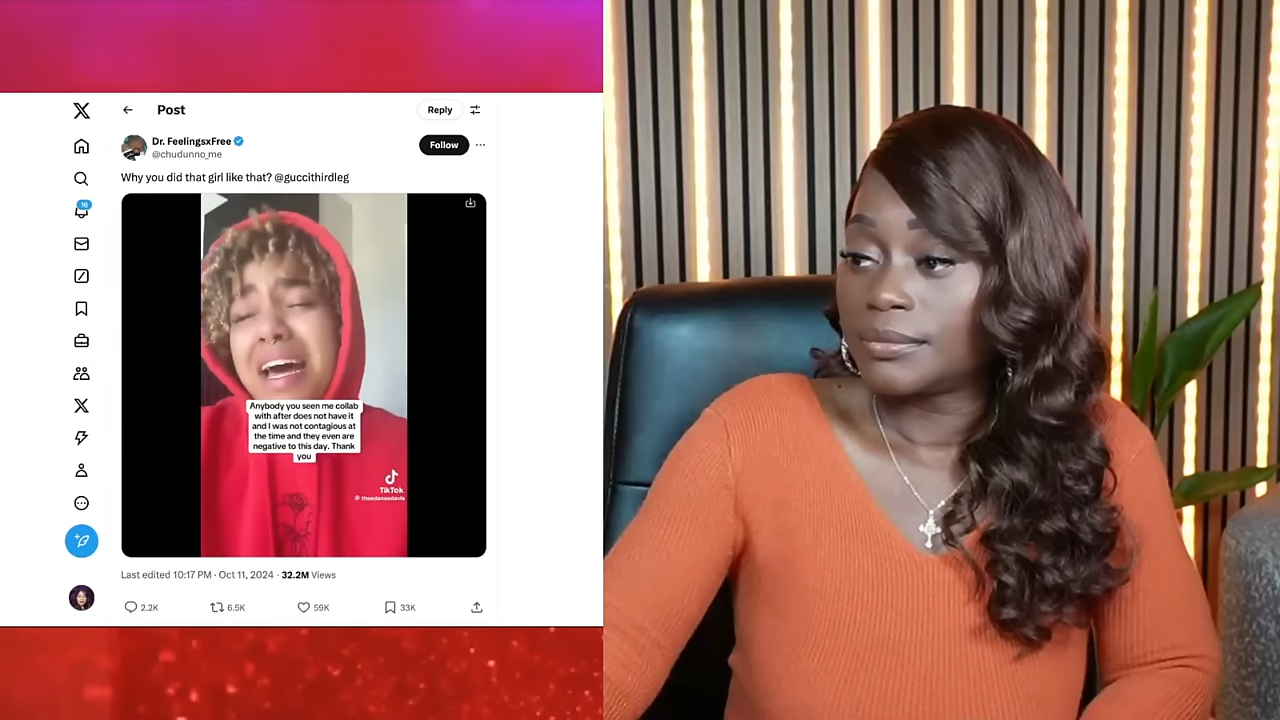 Post
Reply
Dr. FeelingsxFree
@chudunno_me
Follow
Why you did that girl like that? @guccithirdleg
16
Anybody you seen me collab
with after does not have it
and I was not contagious at
the time and they even are
negative to this day. Thank
you
TikTok
@theedanaedavis
Last edited 10:17 PM · Oct 11, 2024 · 32.2M Views
2.2K
6.5K
59K
33K